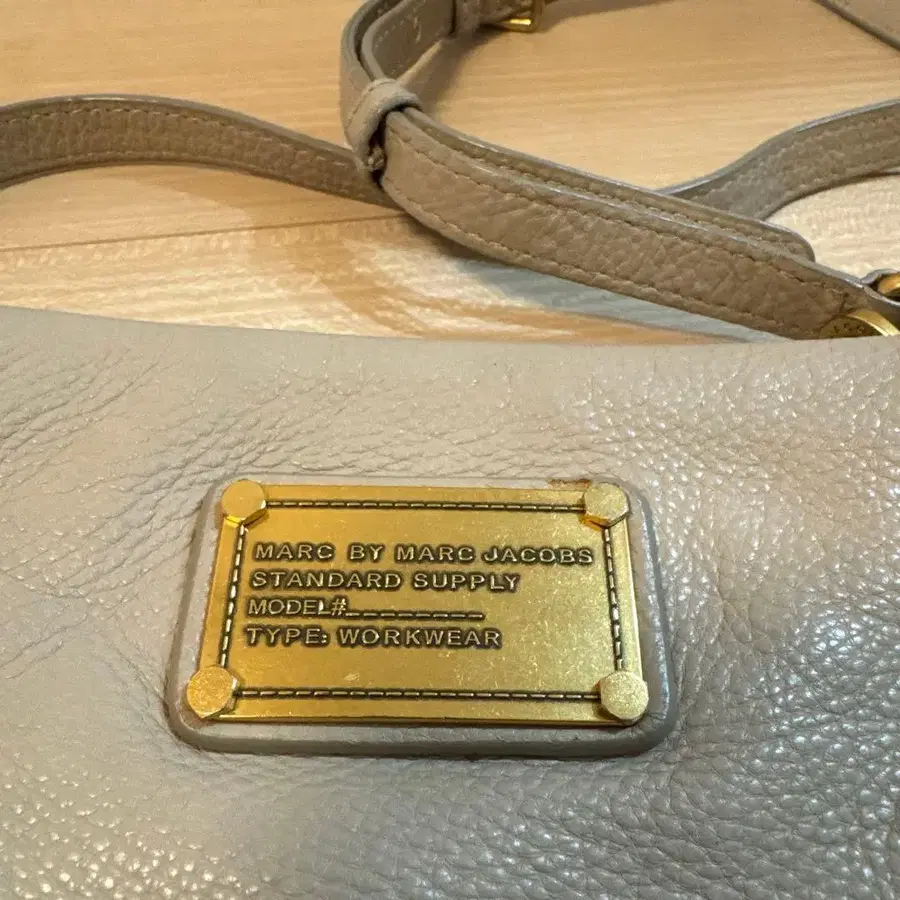 MARC BY MARC JACOBS
STANDARD SUPPLY
MODEL#_________
TYPE: WORKWEAR